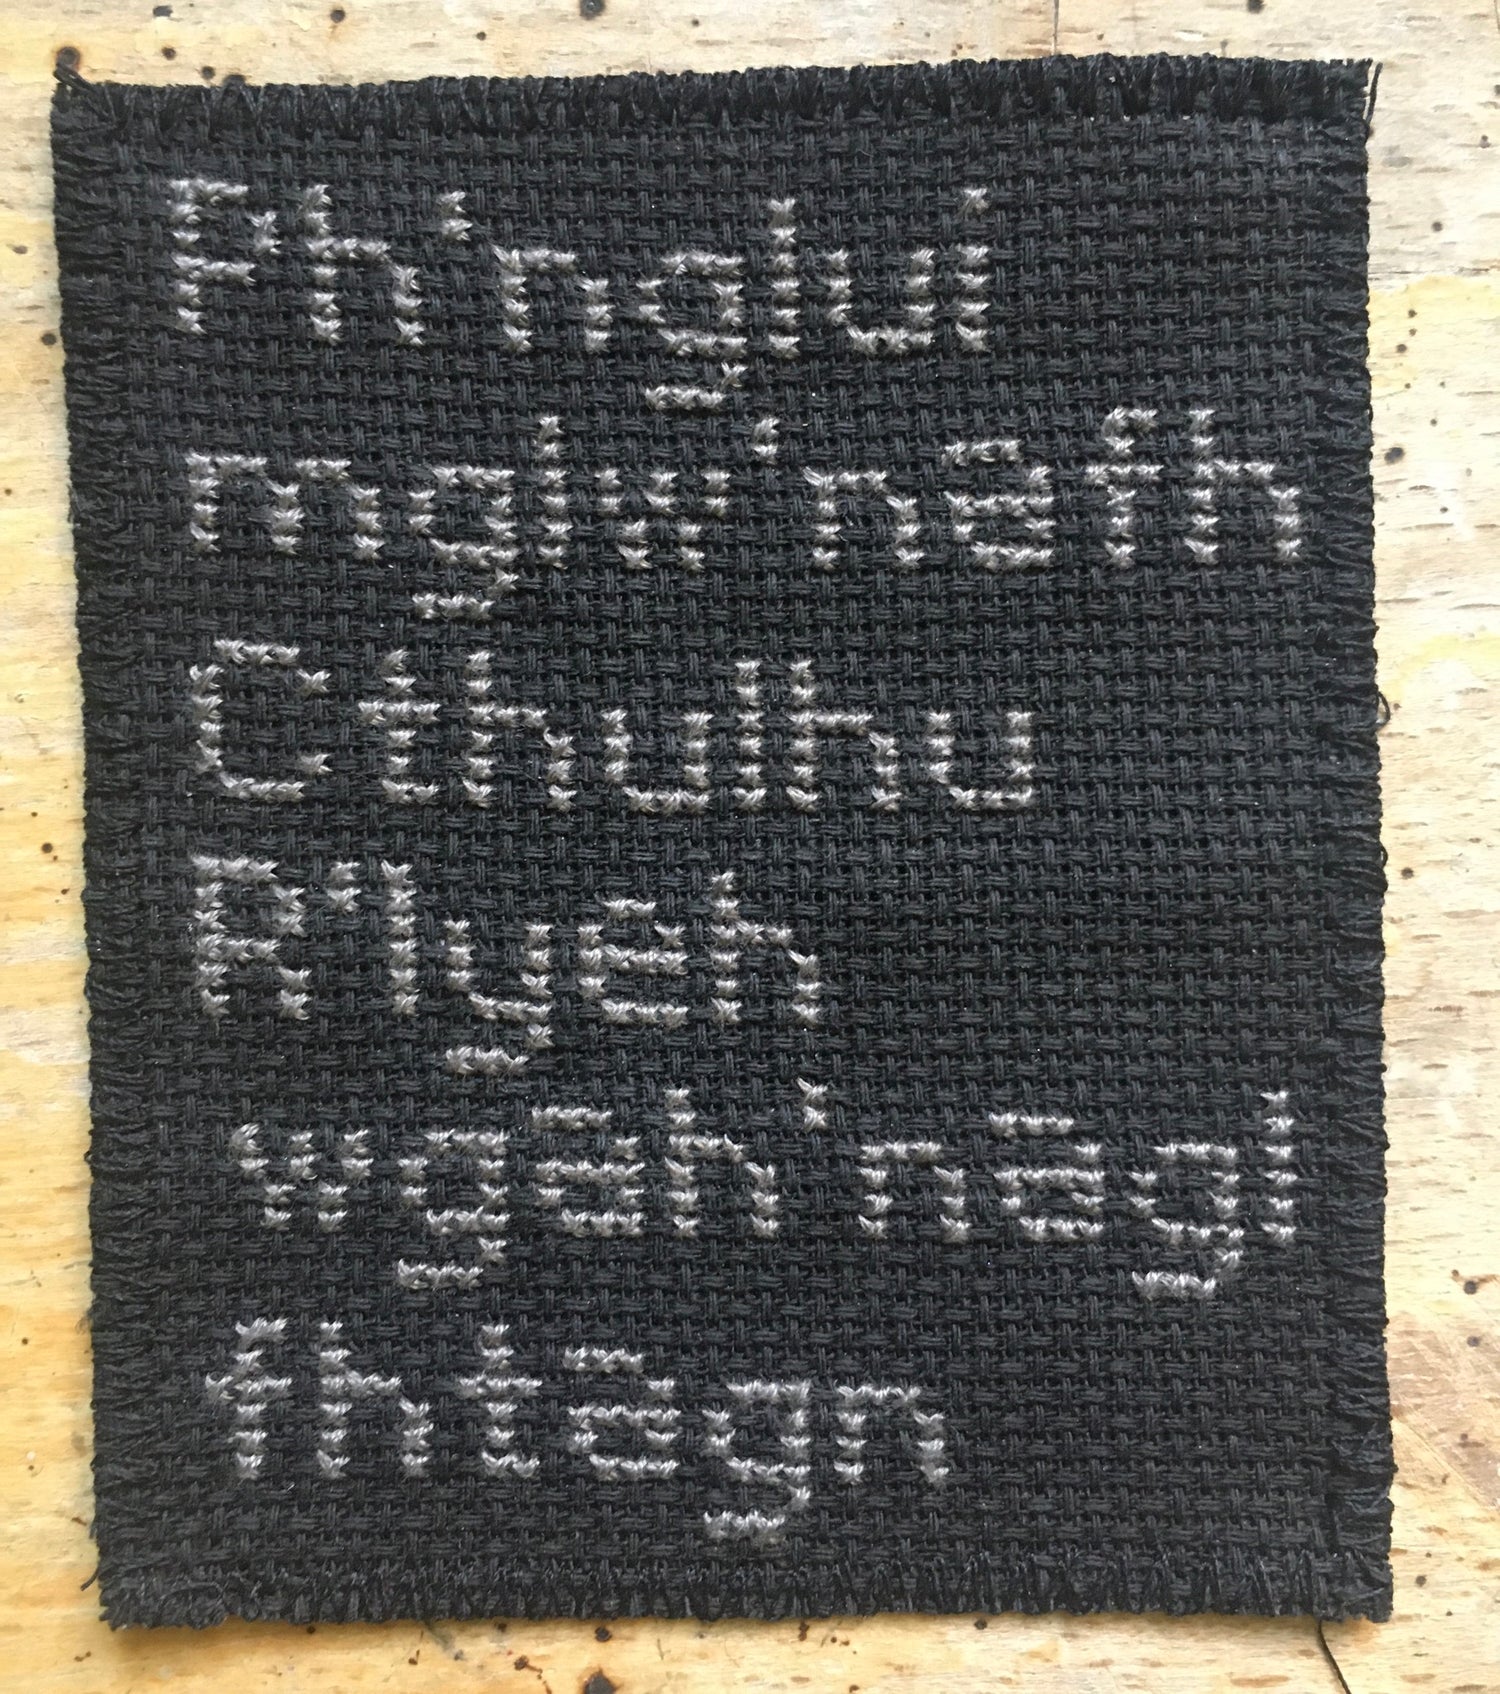 Ph'nglui
mglw'nafh
Cthulhu
R'lyeh
wgah'nagl
fhtagn